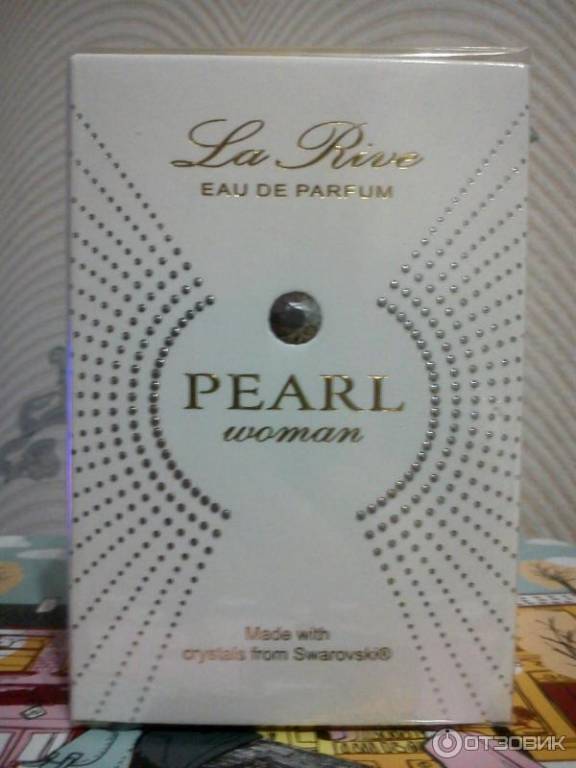 La Rive
EAU DE PARFUM
PEARL
woman
Made with
crystals from Swarovski®
ОТЗОВИК